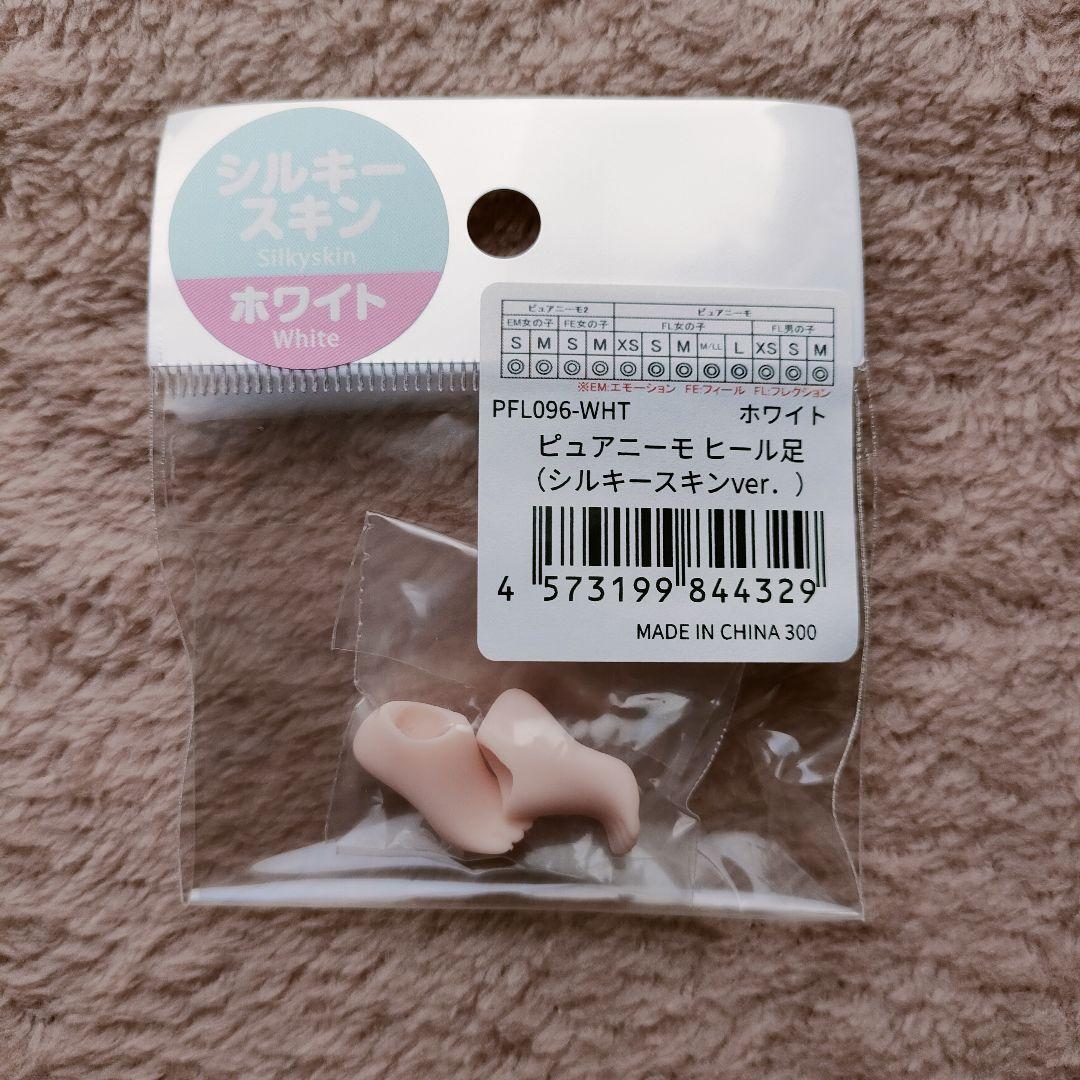 シルキー
スキン
Silkyskin
ホワイト
White
ピュアニーモ2 ピュアニーモ
EM女の子 FE女の子 FL女の子 FL男の子
S M S M XS S M M/LL L XS S M
◎ ◎ ◎ ◎ ◎ ◎ ◎ ◎ ◎ ◎ ◎ ◎
※EM:エモーション FE:フィール FL:フレクション
PFL096-WHT ホワイト
ピュアニーモ ヒール足
（シルキースキンver．）
4 573199 844329
MADE IN CHINA 300